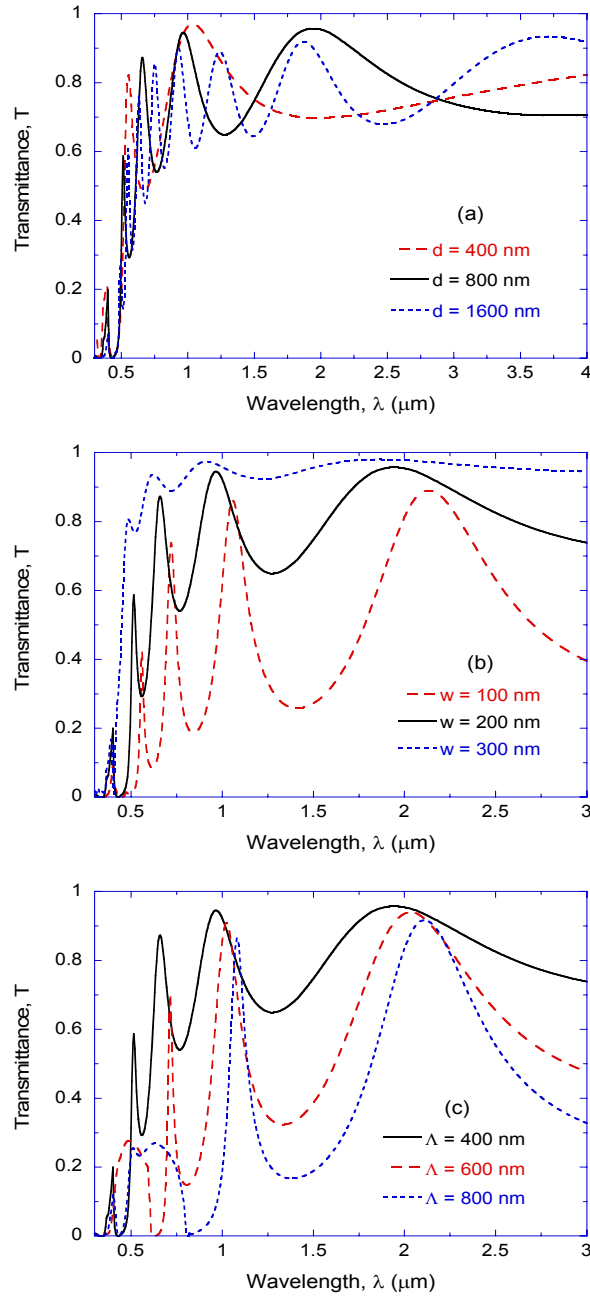 1
0.8
0.6
0.4
0.2
0
Transmittance, T
(a)
d = 400 nm
d = 800 nm
d = 1600 nm
0.5 1 1.5 2 2.5 3 3.5 4
Wavelength, λ (μm)
1
0.8
0.6
0.4
0.2
0
Transmittance, T
(b)
w = 100 nm
w = 200 nm
w = 300 nm
0.5 1 1.5 2 2.5 3
Wavelength, λ (μm)
1
0.8
0.6
0.4
0.2
0
Transmittance, T
(c)
Λ = 400 nm
Λ = 600 nm
Λ = 800 nm
0.5 1 1.5 2 2.5 3
Wavelength, λ (μm)